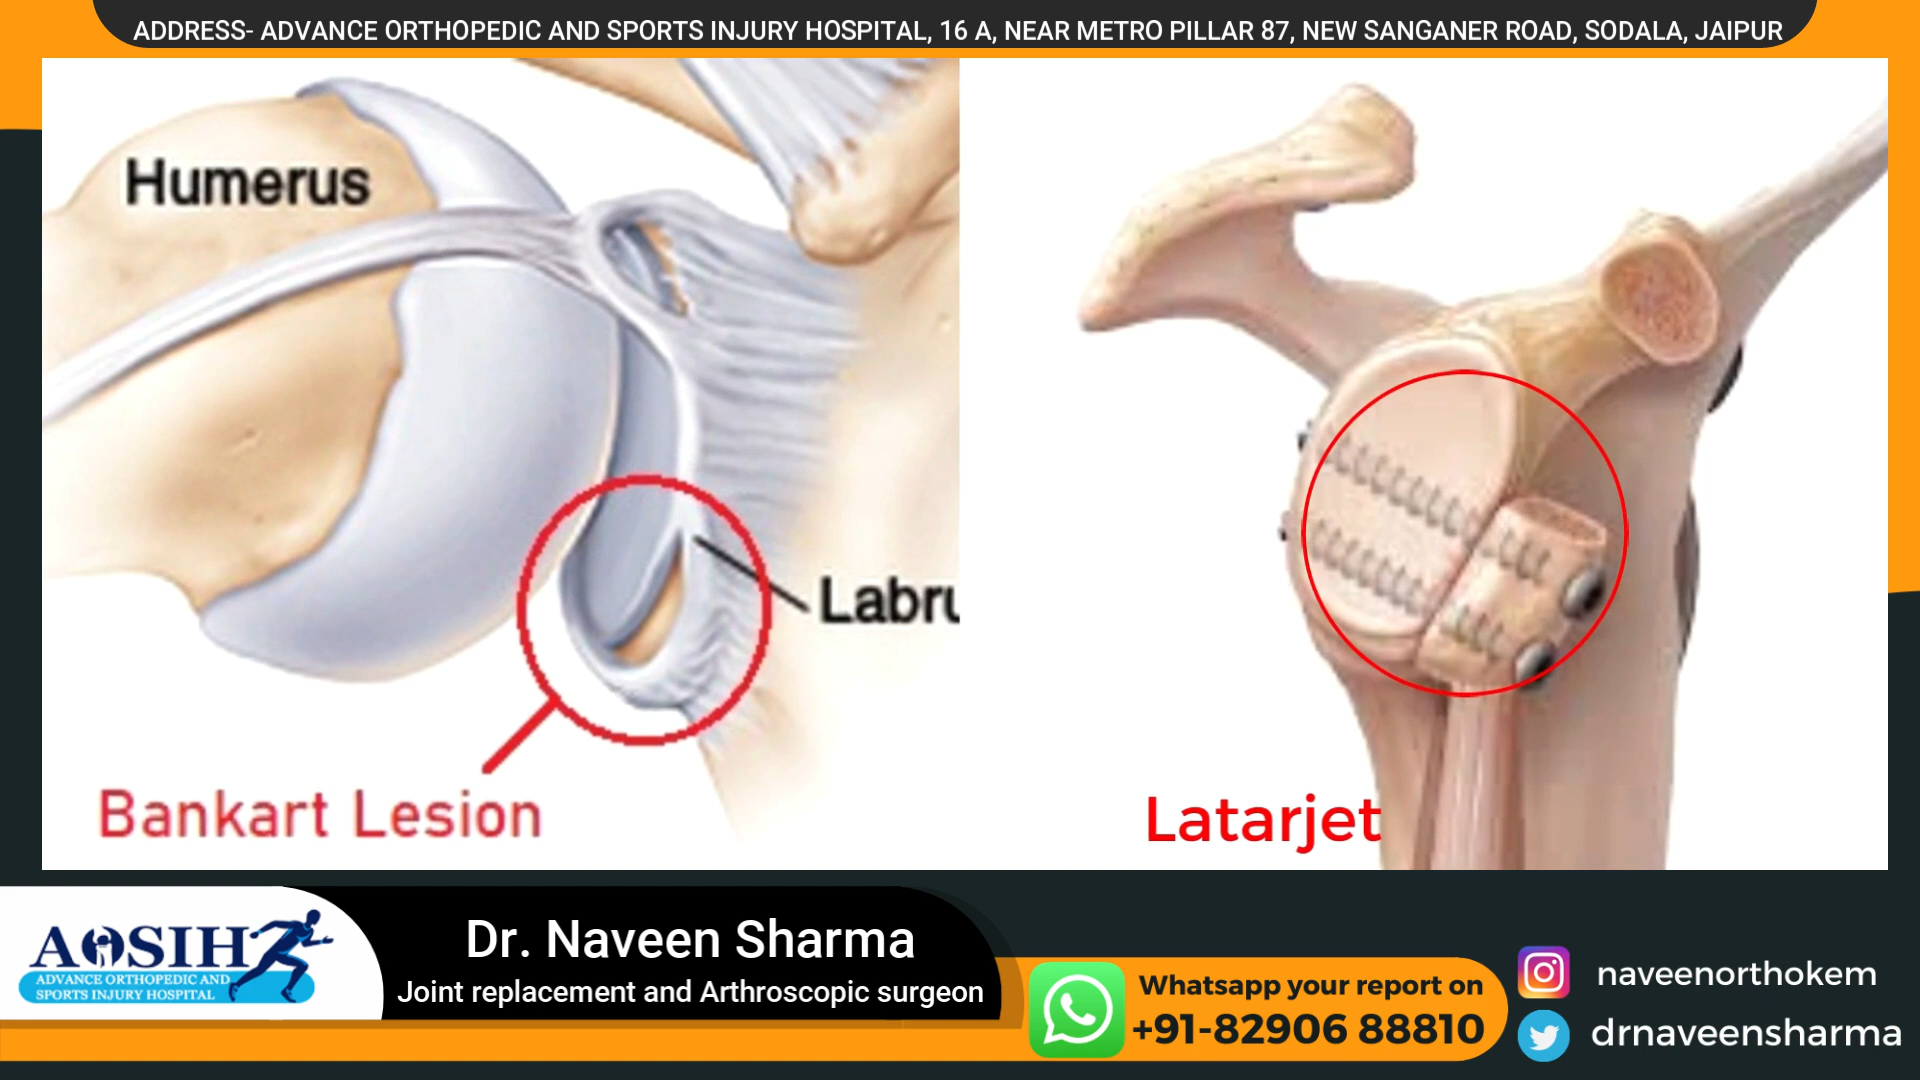 ADDRESS- ADVANCE ORTHOPEDIC AND SPORTS INJURY HOSPITAL, 16 A, NEAR METRO PILLAR 87, NEW SANGANER ROAD, SODALA, JAIPUR
Humerus
Labru
Bankart Lesion
Latarjet
AOSIH
ADVANCE ORTHOPEDIC AND
SPORTS INJURY HOSPITAL
Dr. Naveen Sharma
Joint replacement and Arthroscopic surgeon
Whatsapp your report on
+91-82906 88810
naveenorthokem
drnaveensharma